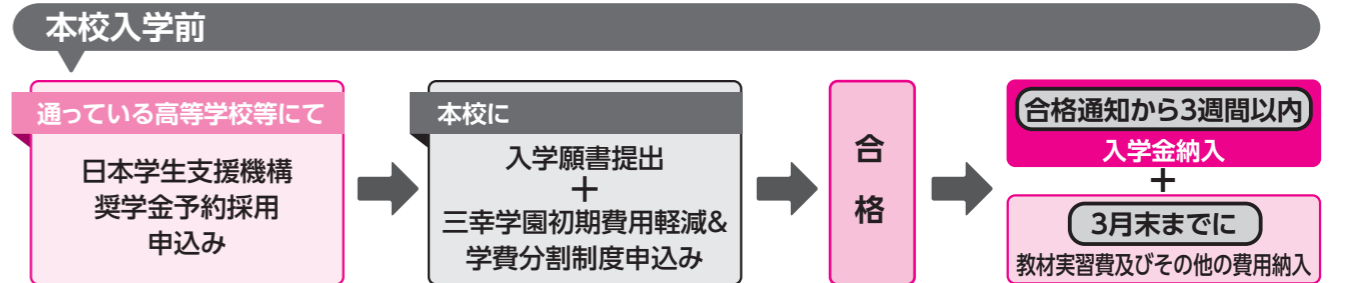 本校入学前
通っている高等学校等にて
日本学生支援機構
奨学金予約採用
申込み
本校に
入学願書提出
+
三幸学園初期費用軽減&
学費分割制度申込み
合
格
合格通知から3週間以内
入学金納入
+
3月末までに
教材実習費及びその他の費用納入